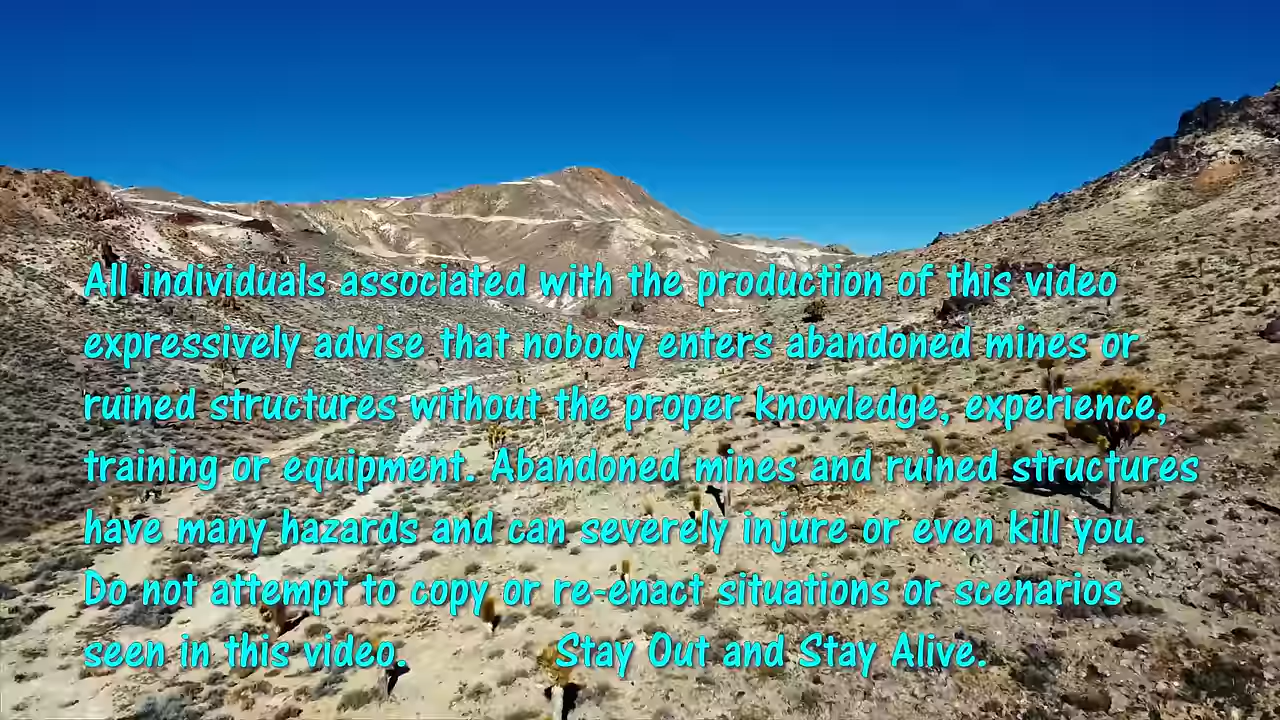 All individuals associated with the production of this video
expressively advise that nobody enters abandoned mines or
ruined structures without the proper knowledge, experience,
training or equipment. Abandoned mines and ruined structures
have many hazards and can severely injure or even kill you.
Do not attempt to copy or re-enact situations or scenarios
seen in this video. Stay Out and Stay Alive.